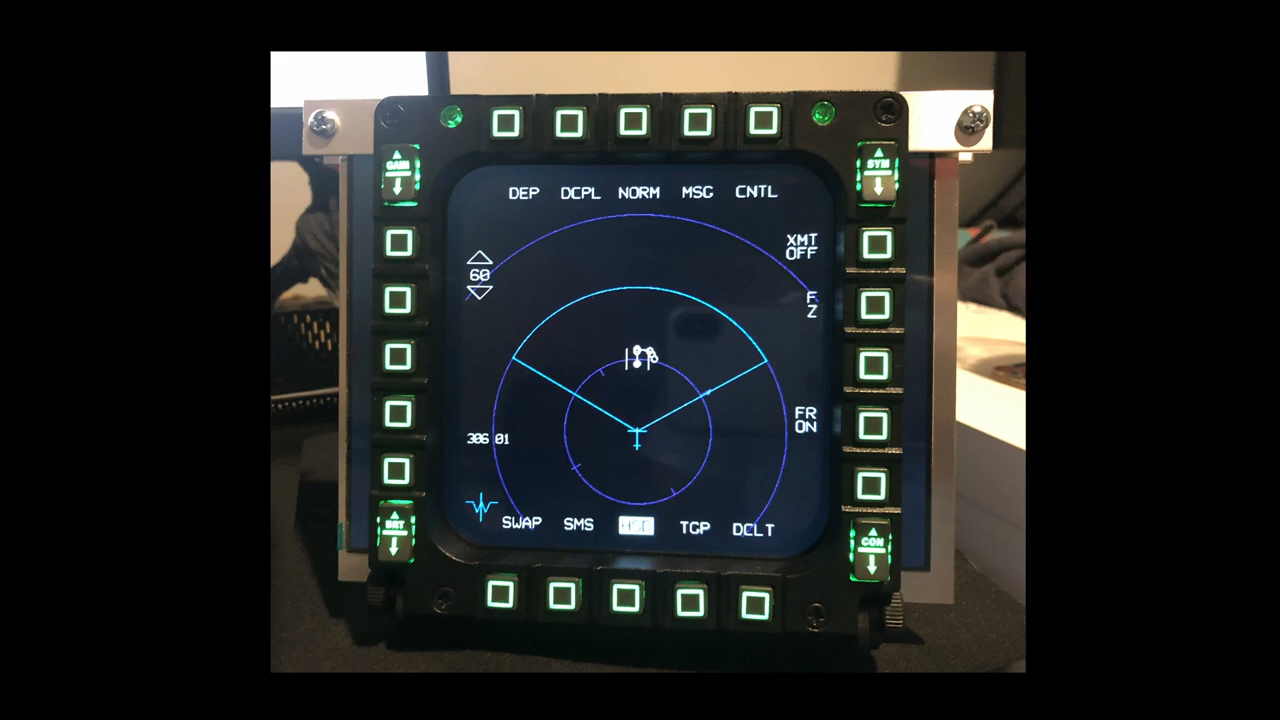 GAIN
SYM
DEP DCPL NORM MSG CNTL
XMT
OFF
60
F
Z
FR
ON
306 01
SWAP SMS HSD TGP DCLT
BRT
CON